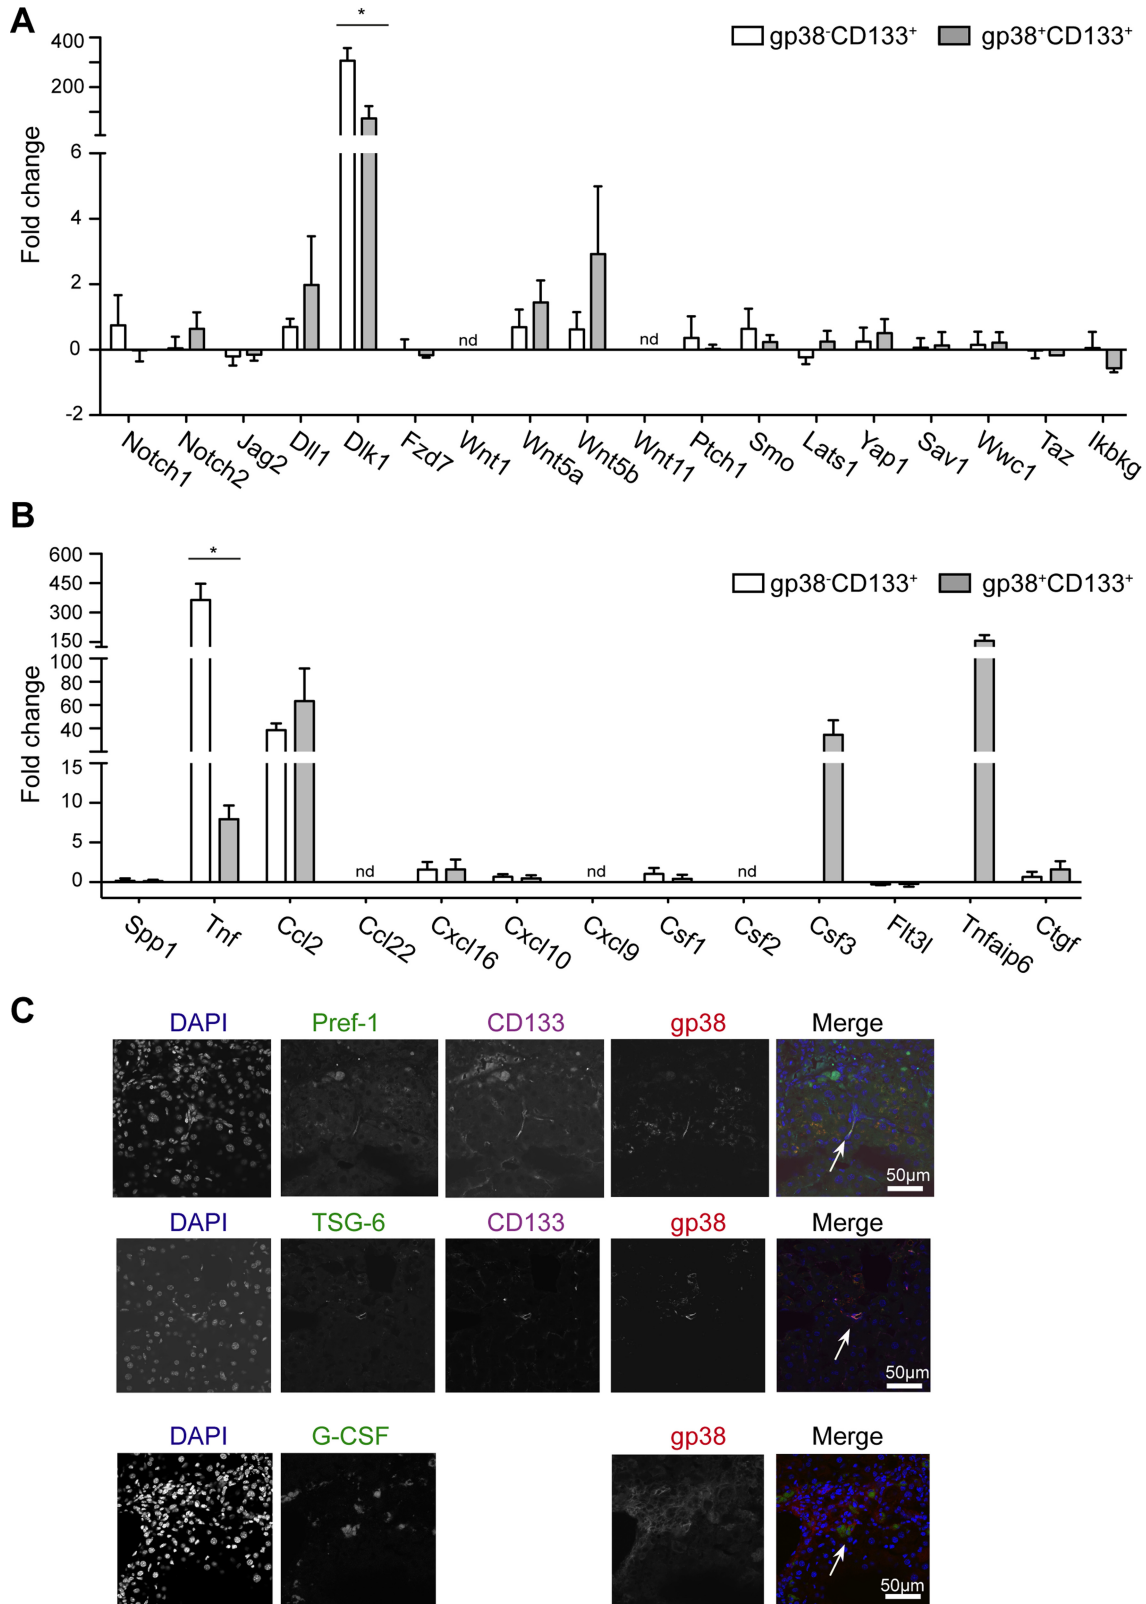 A
*
gp38⁻CD133⁺ gp38⁺CD133⁺
Fold change
400
200
6
4
2
0
-2
nd nd
Notch1 Notch2 Jag2 Dll1 Dlk1 Fzd7 Wnt1 Wnt5a Wnt5b Wnt11 Ptch1 Smo Lats1 Yap1 Sav1 Wwc1 Taz Ikbkg
B
*
gp38⁻CD133⁺ gp38⁺CD133⁺
Fold change
600
450
300
150
100
80
60
40
15
10
5
0
nd nd nd
Spp1 Tnf Ccl2 Ccl22 Cxcl16 Cxcl10 Cxcl9 Csf1 Csf2 Csf3 Flt3l Tnfaip6 Ctgf
C
DAPI Pref-1 CD133 gp38 Merge
50µm
DAPI TSG-6 CD133 gp38 Merge
50µm
DAPI G-CSF gp38 Merge
50µm